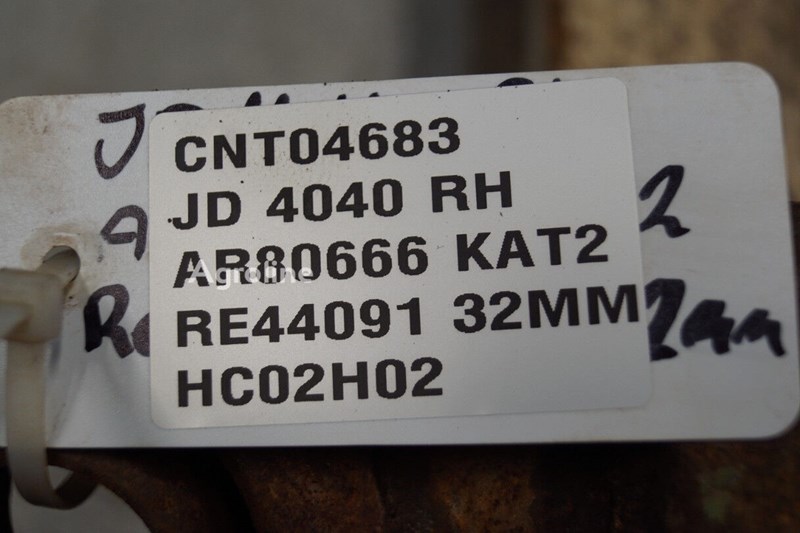 CNT04683
JD 4040 RH
AR80666 KAT2
RE44091 32MM
HC02H02
Agroline